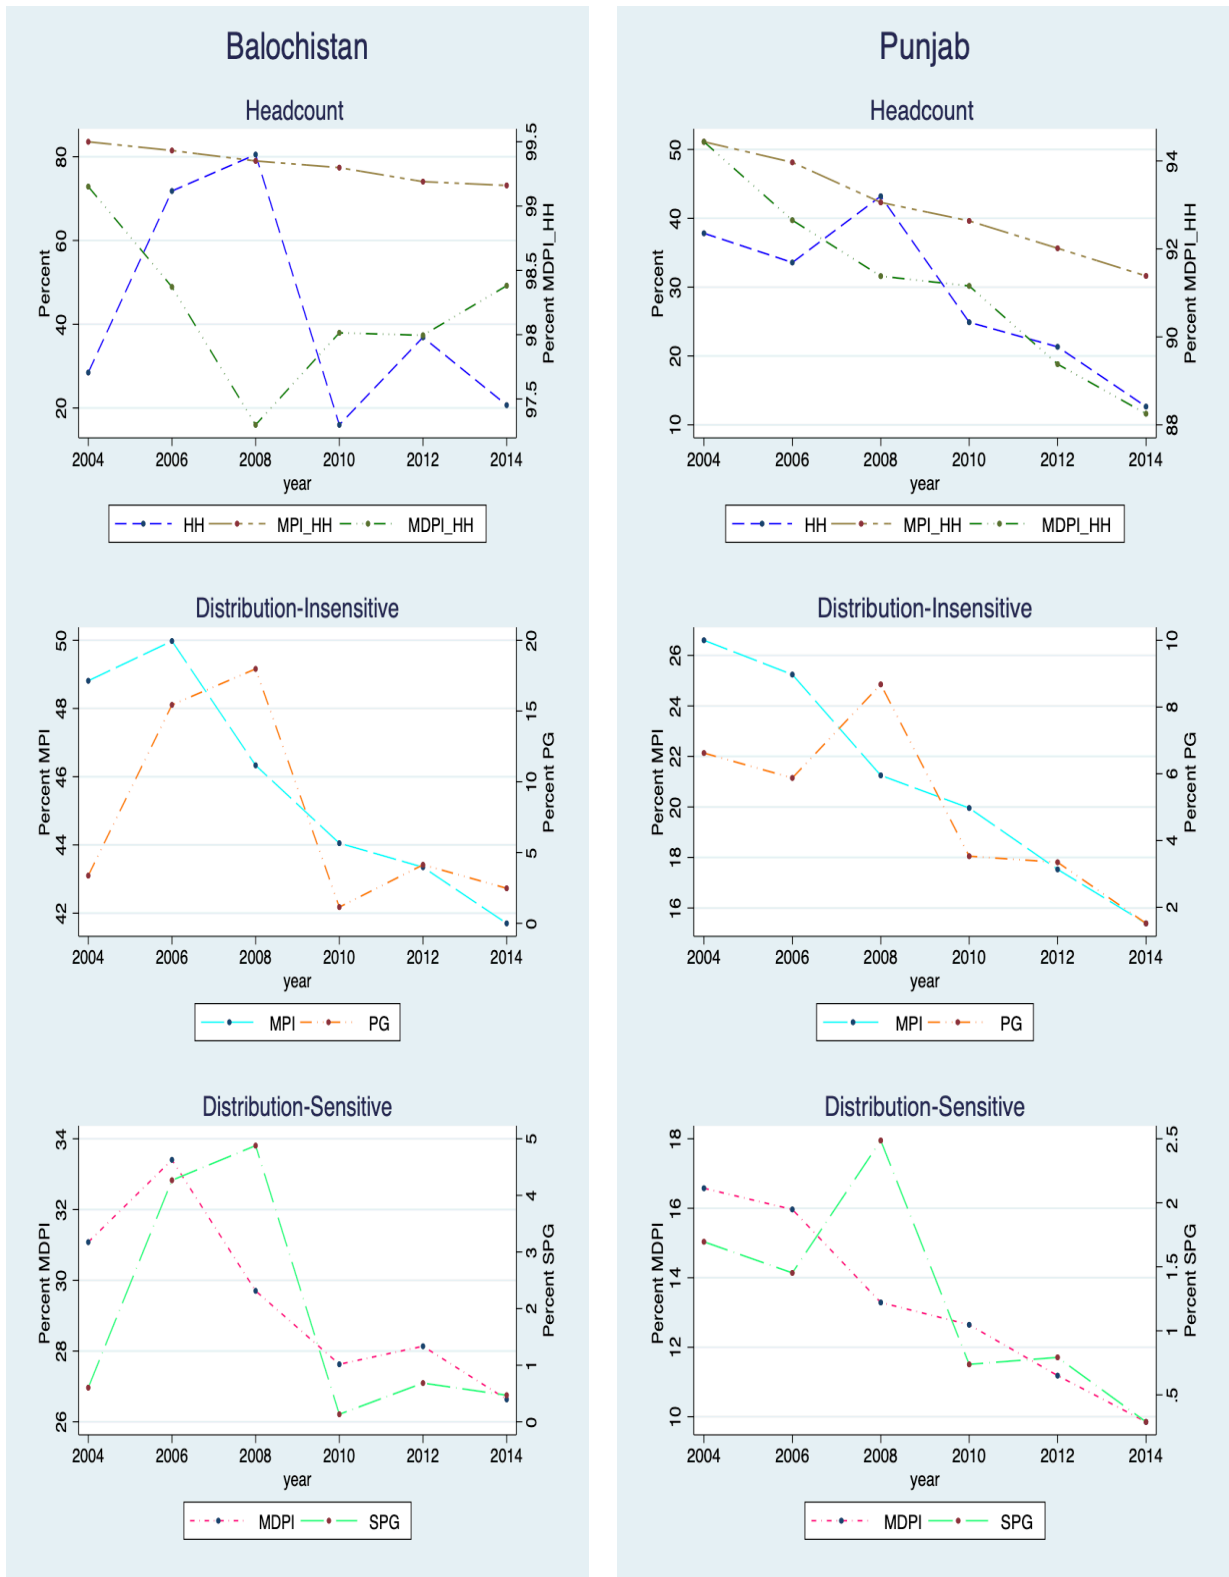 Balochistan
Headcount
Percent
20 40 60 80
Percent MDPI_HH
97.5 98 98.5 99 99.5
2004 2006 2008 2010 2012 2014
year
HH MPI_HH MDPI_HH
Distribution-Insensitive
Percent MPI
42 44 46 48 50
Percent PG
0 5 10 15 20
2004 2006 2008 2010 2012 2014
year
MPI PG
Distribution-Sensitive
Percent MDPI
26 28 30 32 34
Percent SPG
0 1 2 3 4 5
2004 2006 2008 2010 2012 2014
year
MDPI SPG
Punjab
Headcount
Percent
10 20 30 40 50
Percent MDPI_HH
88 90 92 94
2004 2006 2008 2010 2012 2014
year
HH MPI_HH MDPI_HH
Distribution-Insensitive
Percent MPI
16 18 20 22 24 26
Percent PG
2 4 6 8 10
2004 2006 2008 2010 2012 2014
year
MPI PG
Distribution-Sensitive
Percent MDPI
10 12 14 16 18
Percent SPG
.5 1 1.5 2 2.5
2004 2006 2008 2010 2012 2014
year
MDPI SPG